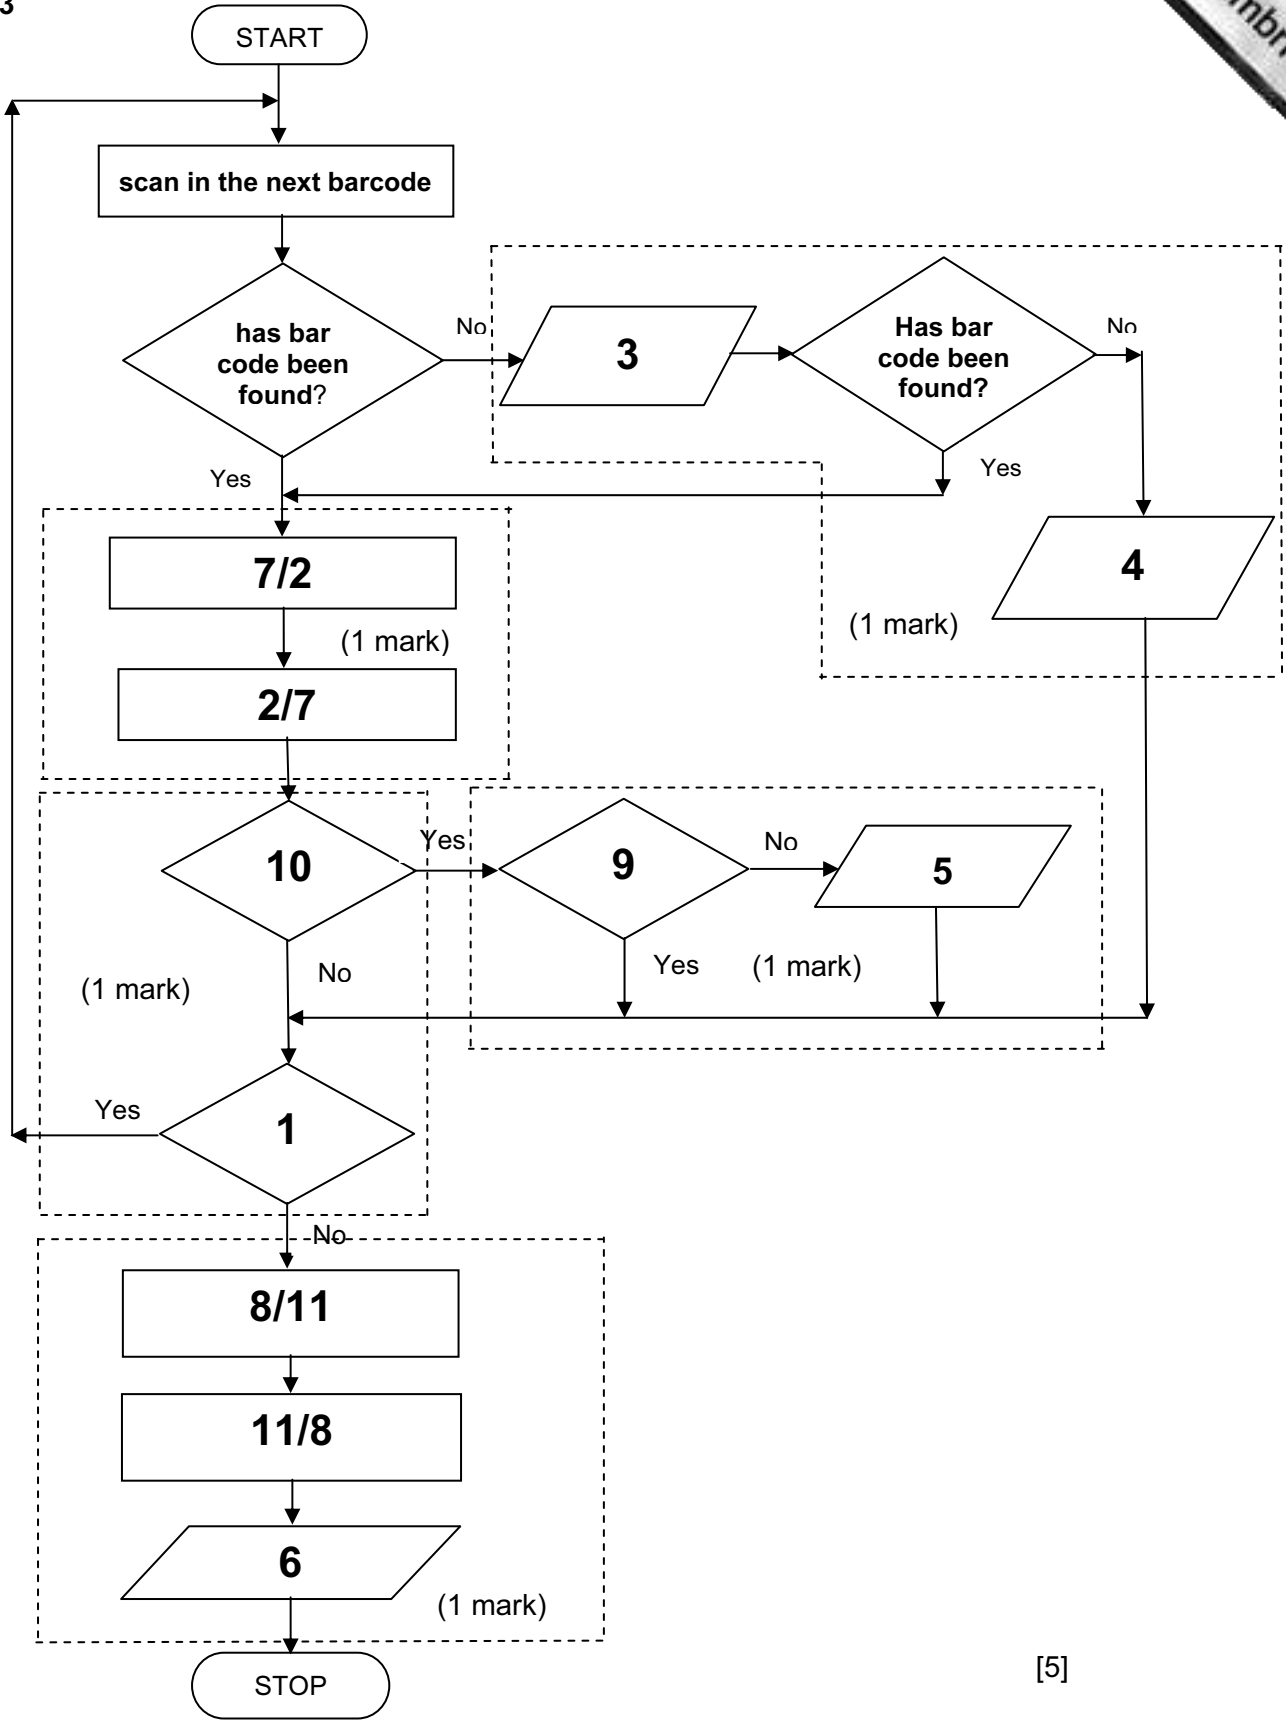 3
START
scan in the next barcode
has bar
code been
found?
No
3
Has bar
code been
found?
No
Yes
Yes
7/2
(1 mark)
2/7
4
(1 mark)
10
Yes
9
No
5
No
Yes
(1 mark)
(1 mark)
Yes
1
No
8/11
11/8
6
(1 mark)
STOP
[5]